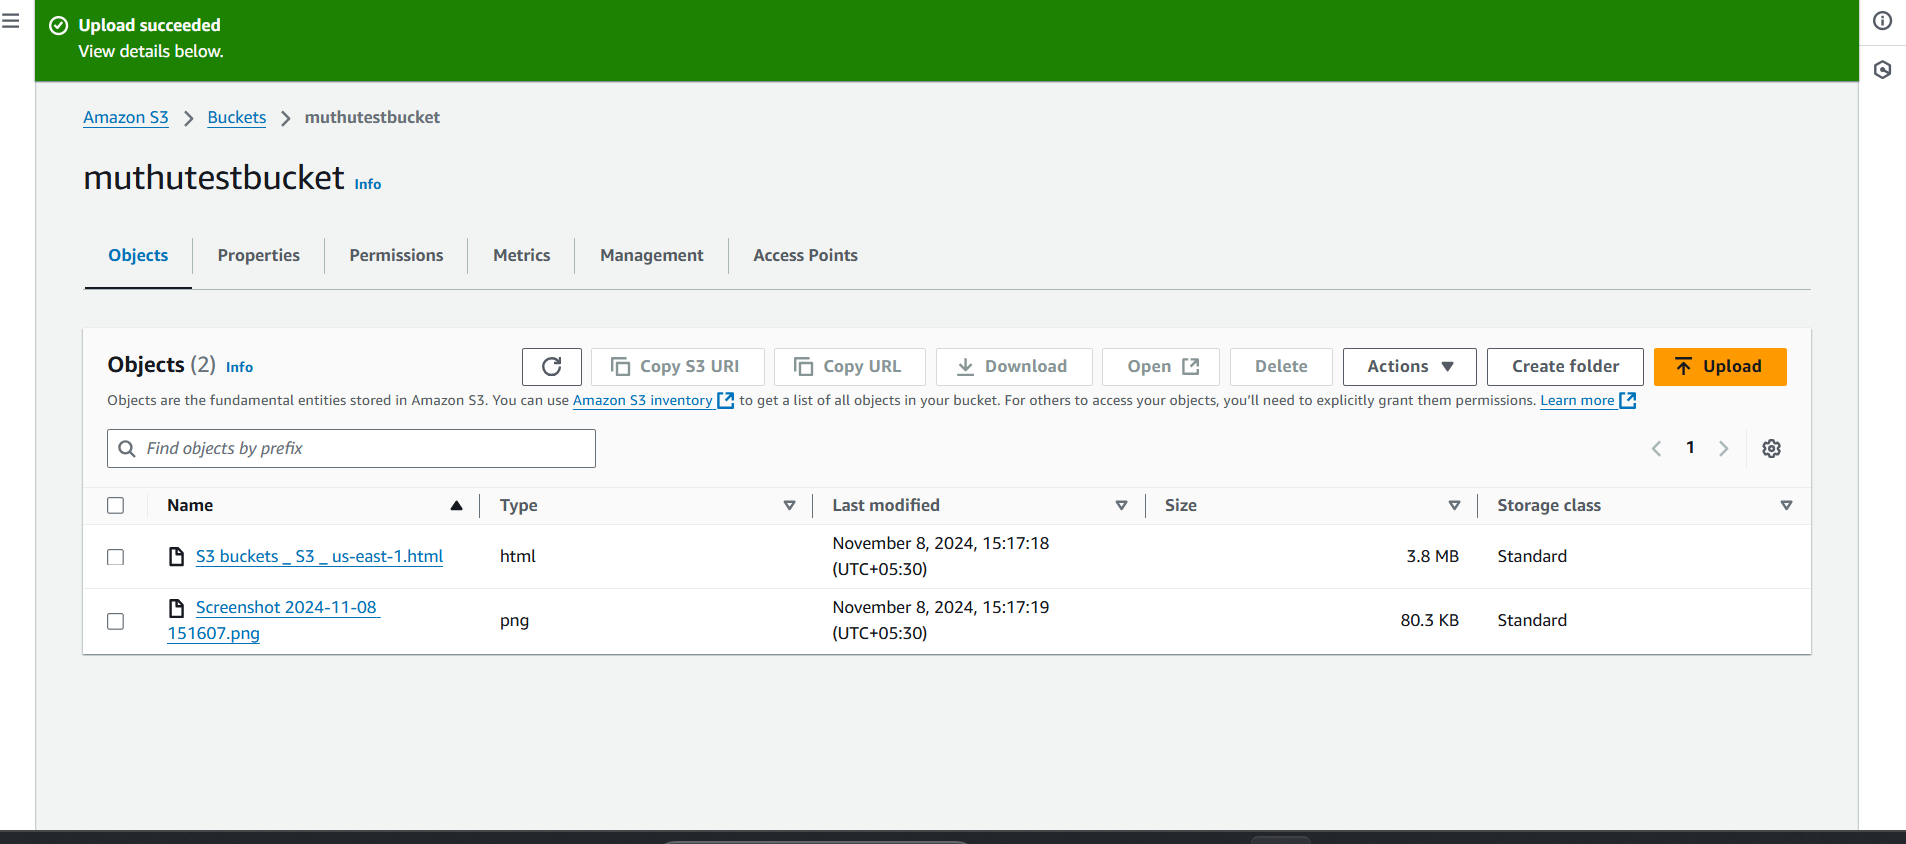 Upload succeeded
View details below.
Amazon S3 Buckets muthutestbucket
muthutestbucket Info
Objects Properties Permissions Metrics Management Access Points
Objects (2) Info Copy S3 URI Copy URL Download Open Delete Actions Create folder Upload
Objects are the fundamental entities stored in Amazon S3. You can use Amazon S3 inventory to get a list of all objects in your bucket. For others to access your objects, you’ll need to explicitly grant them permissions. Learn more
Find objects by prefix 1
Name Type Last modified Size Storage class
S3 buckets _ S3 _ us-east-1.html html November 8, 2024, 15:17:18 3.8 MB Standard
(UTC+05:30)
Screenshot 2024-11-08 png November 8, 2024, 15:17:19 80.3 KB Standard
151607.png (UTC+05:30)